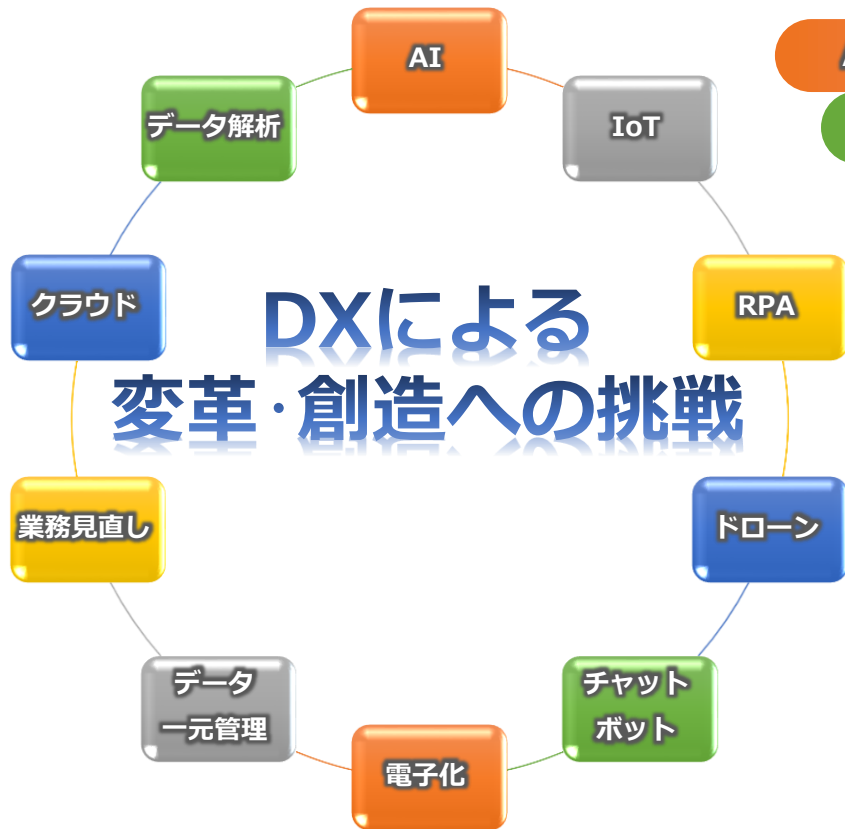 AI
IoT
RPA
ドローン
チャット
ボット
電子化
データ
一元管理
業務見直し
クラウド
データ解析
DXによる
変革・創造への挑戦